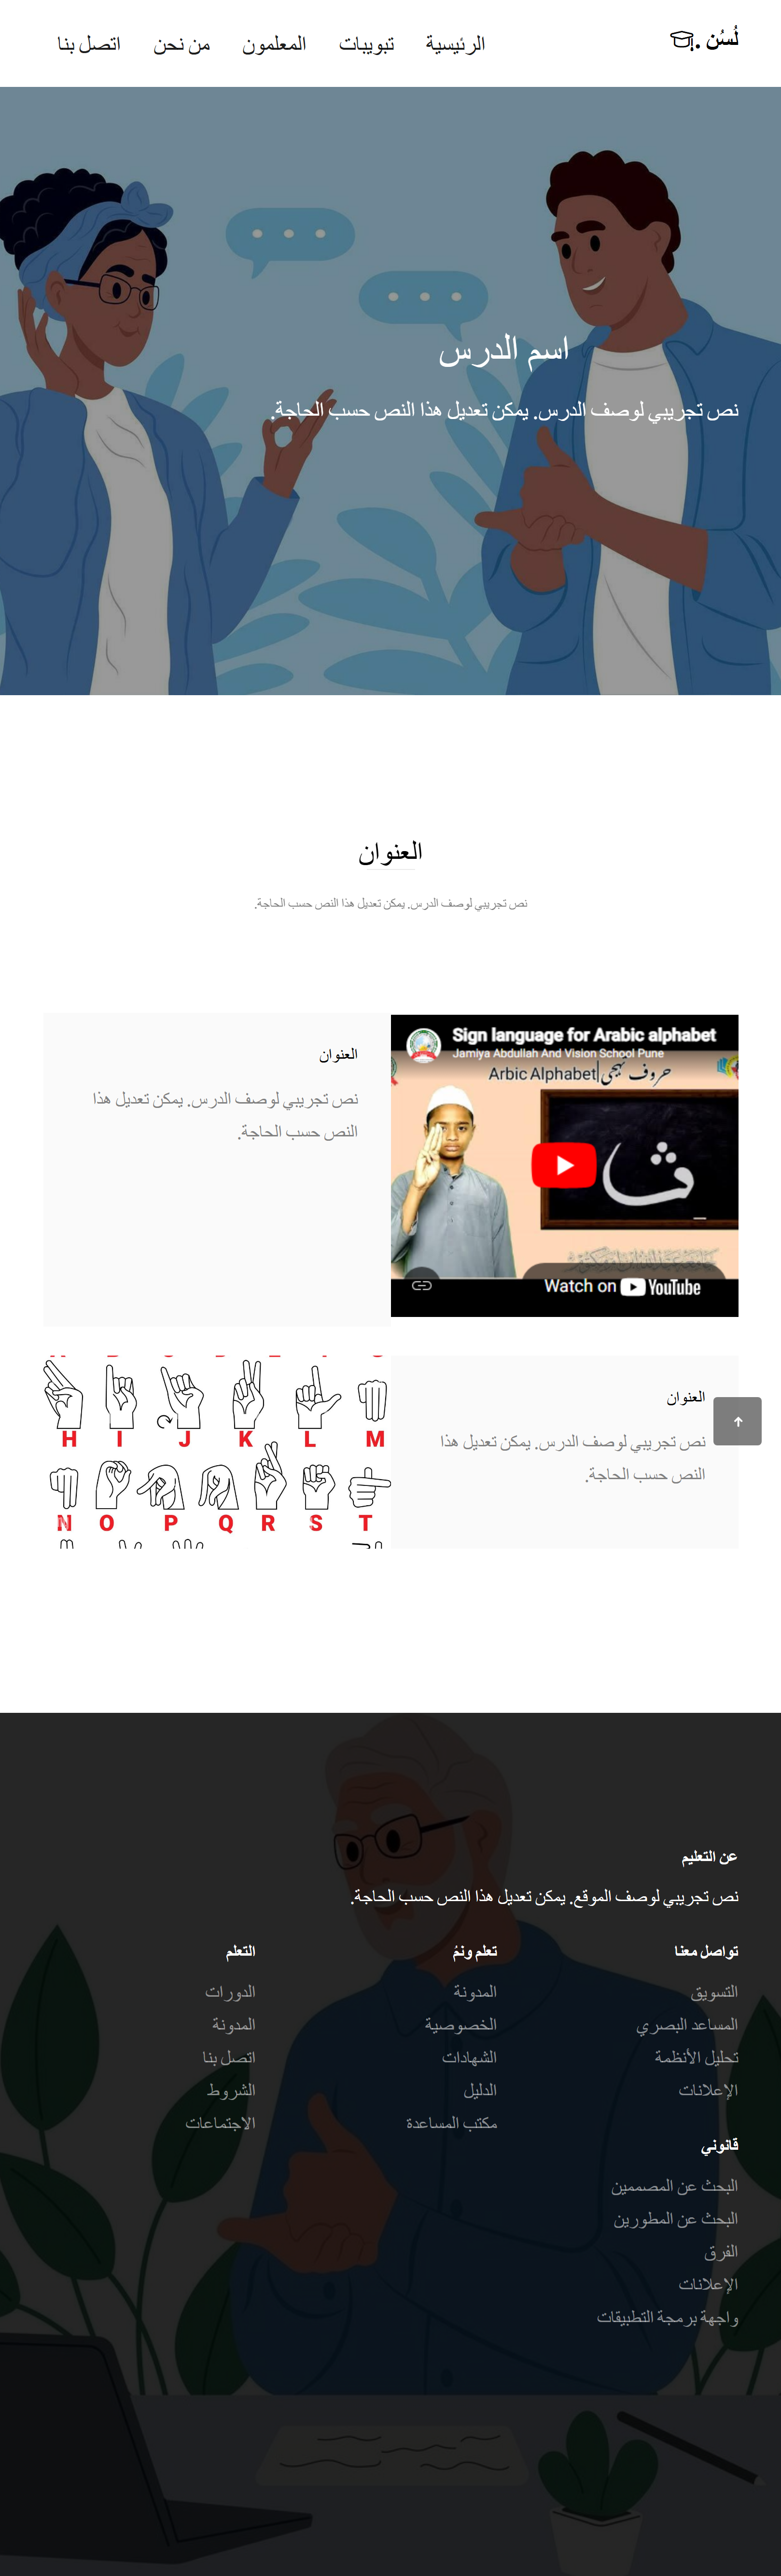 لُسُن .
الرئيسية
تبويبات
المعلمون
من نحن
اتصل بنا
اسم الدرس
نص تجريبي لوصف الدرس. يمكن تعديل هذا النص حسب الحاجة.
العنوان
نص تجريبي لوصف الدرس. يمكن تعديل هذا النص حسب الحاجة.
Sign language for Arabic alphabet
Jamiya Abdullah And Vision School Pune
Arbic Alphabet حروف تہجی
ث
Watch on YouTube
العنوان
نص تجريبي لوصف الدرس. يمكن تعديل هذا
النص حسب الحاجة.
العنوان
نص تجريبي لوصف الدرس. يمكن تعديل هذا
النص حسب الحاجة.
H I J K L M
N O P Q R S T
عن التعليم
نص تجريبي لوصف الموقع. يمكن تعديل هذا النص حسب الحاجة.
تواصل معنا
التسويق
المساعد البصري
تحليل الأنظمة
الإعلانات
تعلم ونمُ
المدونة
الخصوصية
الشهادات
الدليل
مكتب المساعدة
التعلم
الدورات
المدونة
اتصل بنا
الشروط
الاجتماعات
قانوني
البحث عن المصممين
البحث عن المطورين
الفرق
الإعلانات
واجهة برمجة التطبيقات